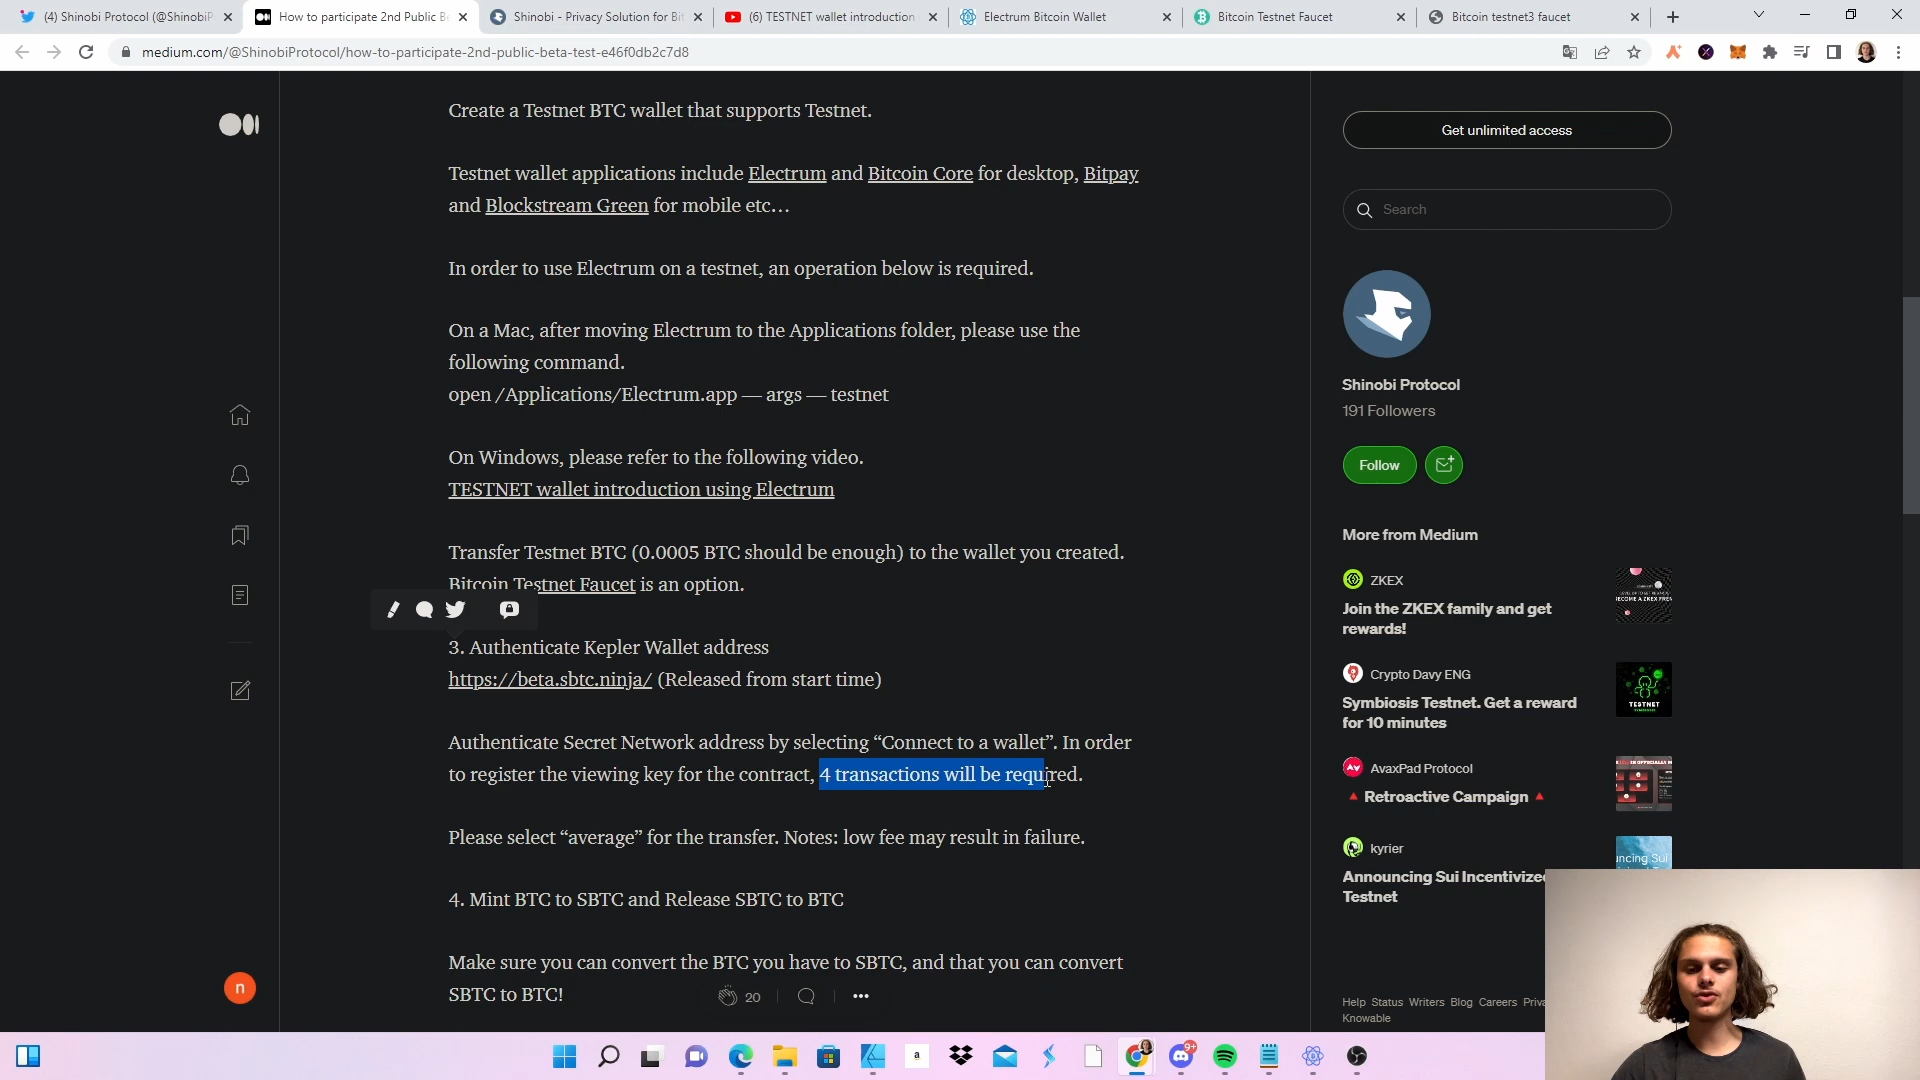 (4) Shinobi Protocol (@ShinobiP
How to participate 2nd Public Be
Shinobi - Privacy Solution for Bit
(6) TESTNET wallet introduction
Electrum Bitcoin Wallet
Bitcoin Testnet Faucet
Bitcoin testnet3 faucet
medium.com/@ShinobiProtocol/how-to-participate-2nd-public-beta-test-e46f0db2c7d8
Create a Testnet BTC wallet that supports Testnet.
Testnet wallet applications include Electrum and Bitcoin Core for desktop, Bitpay
and Blockstream Green for mobile etc…
In order to use Electrum on a testnet, an operation below is required.
On a Mac, after moving Electrum to the Applications folder, please use the
following command.
open /Applications/Electrum.app — args — testnet
On Windows, please refer to the following video.
TESTNET wallet introduction using Electrum
Transfer Testnet BTC (0.0005 BTC should be enough) to the wallet you created.
Bitcoin Testnet Faucet is an option.
3. Authenticate Kepler Wallet address
https://beta.sbtc.ninja/ (Released from start time)
Authenticate Secret Network address by selecting “Connect to a wallet”. In order
to register the viewing key for the contract, 4 transactions will be required.
Please select “average” for the transfer. Notes: low fee may result in failure.
4. Mint BTC to SBTC and Release SBTC to BTC
Make sure you can convert the BTC you have to SBTC, and that you can convert
SBTC to BTC!
20
n
Get unlimited access
Search
Shinobi Protocol
191 Followers
Follow
More from Medium
ZKEX
Join the ZKEX family and get
rewards!
Crypto Davy ENG
Symbiosis Testnet. Get a reward
for 10 minutes
TESTNET
AvaxPad Protocol
🔺 Retroactive Campaign 🔺
kyrier
Announcing Sui Incentivize
Testnet
uncing Sui
Help Status Writers Blog Careers Priva
Knowable
a
9+